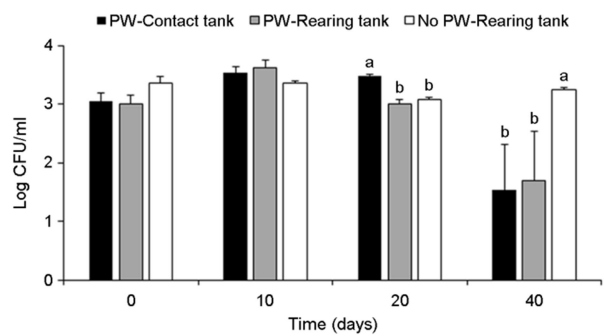 PW-Contact tank PW-Rearing tank No PW-Rearing tank
4
a
a
b b
3
b
b
2
1
0
Log CFU/ml
0 10 20 40
Time (days)